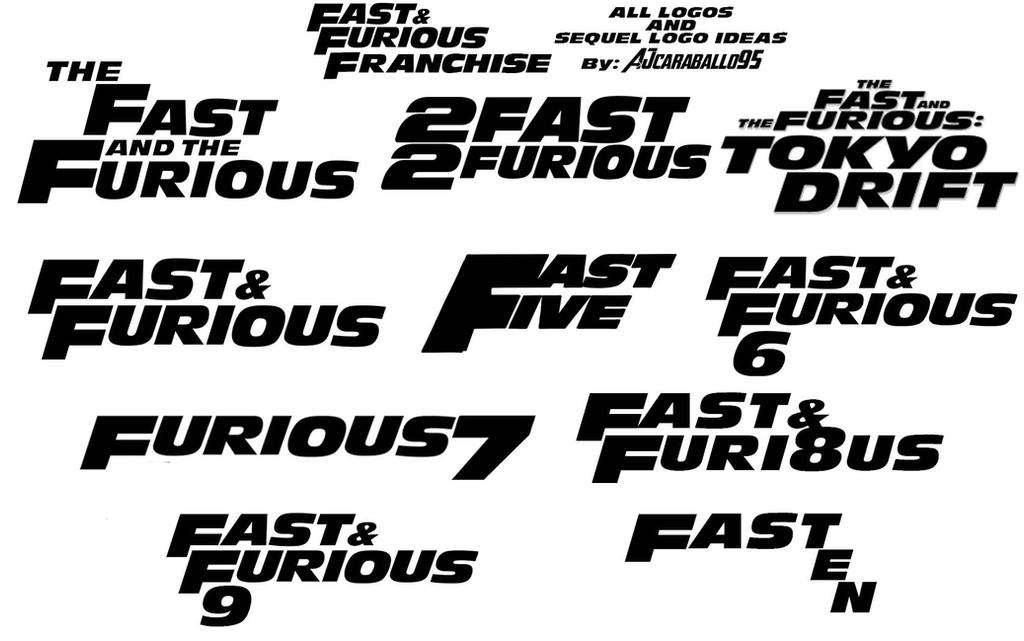 FAST &
FURIOUS
FRANCHISE
ALL LOGOS
AND
SEQUEL LOGO IDEAS
By: AJCARABALLO95
THE
FAST
AND THE
FURIOUS
2FAST
2FURIOUS
THE
FAST AND
THE FURIOUS:
TOKYO
DRIFT
FAST &
FURIOUS
FAST
FIVE
FAST &
FURIOUS
6
FURIOUS 7
FAST &
FURI8US
FAST &
FURIOUS
9
FAST
E
N